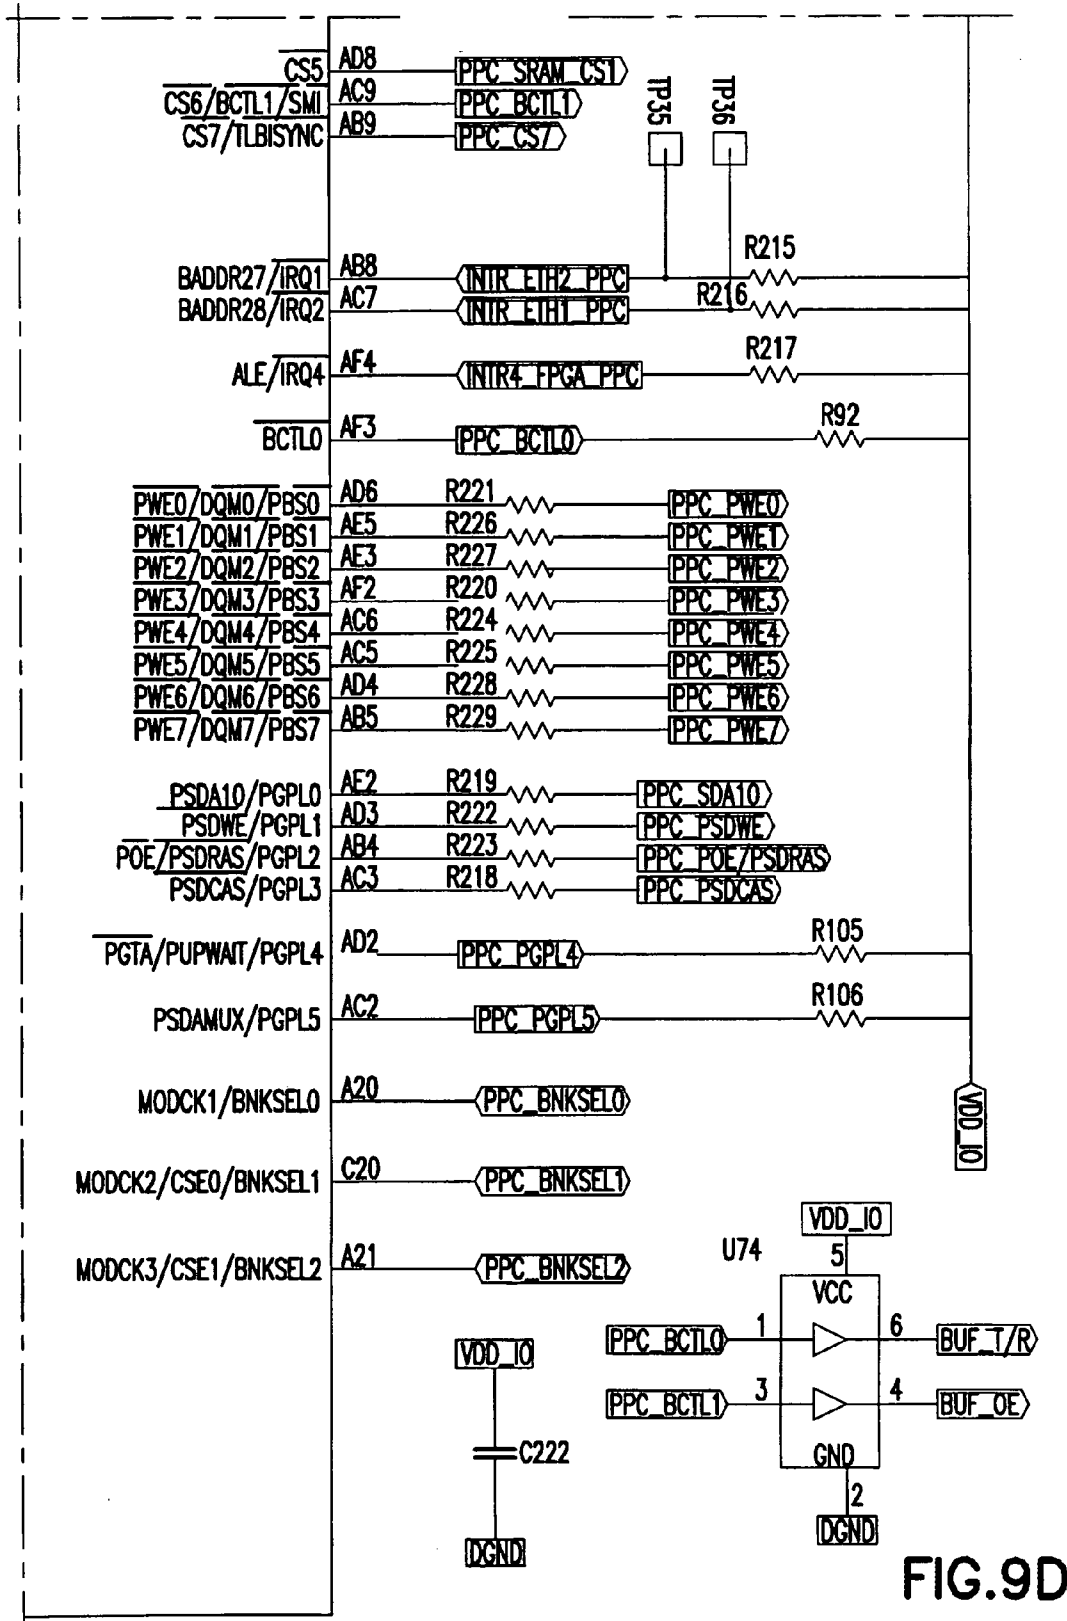 CS5 AD8 PPC_SRAM_CS1
CS6/BCTL1/SMI AC9 PPC_BCTL1
CS7/TLBISYNC AB9 PPC_CS7
TP35 TP36
R215
BADDR27/IRQ1 AB8 INTR_ETH2_PPC
R216
BADDR28/IRQ2 AC7 INTR_ETH1_PPC
R217
ALE/IRQ4 AF4 INTR4_FPGA_PPC
R92
BCTL0 AF3 PPC_BCTL0
PWE0/DQM0/PBS0 AD6 R221 PPC_PWE0
PWE1/DQM1/PBS1 AE5 R226 PPC_PWE1
PWE2/DQM2/PBS2 AE3 R227 PPC_PWE2
PWE3/DQM3/PBS3 AF2 R220 PPC_PWE3
PWE4/DQM4/PBS4 AC6 R224 PPC_PWE4
PWE5/DQM5/PBS5 AC5 R225 PPC_PWE5
PWE6/DQM6/PBS6 AD4 R228 PPC_PWE6
PWE7/DQM7/PBS7 AB5 R229 PPC_PWE7
PSDA10/PGPL0 AE2 R219 PPC_SDA10
PSDWE/PGPL1 AD3 R222 PPC_PSDWE
POE/PSDRAS/PGPL2 AB4 R223 PPC_POE/PSDRAS
PSDCAS/PGPL3 AC3 R218 PPC_PSDCAS
R105
PGTA/PUPWAIT/PGPL4 AD2 PPC_PGPL4
R106
PSDAMUX/PGPL5 AC2 PPC_PGPL5
MODCK1/BNKSEL0 A20 PPC_BNKSEL0
VDD_IO
MODCK2/CSE0/BNKSEL1 C20 PPC_BNKSEL1
VDD_IO
U74 5
MODCK3/CSE1/BNKSEL2 A21 PPC_BNKSEL2
VCC
PPC_BCTL0 1 6 BUF_T/R
VDD_IO
PPC_BCTL1 3 4 BUF_OE
C222
GND
2
DGND
DGND
FIG.9D